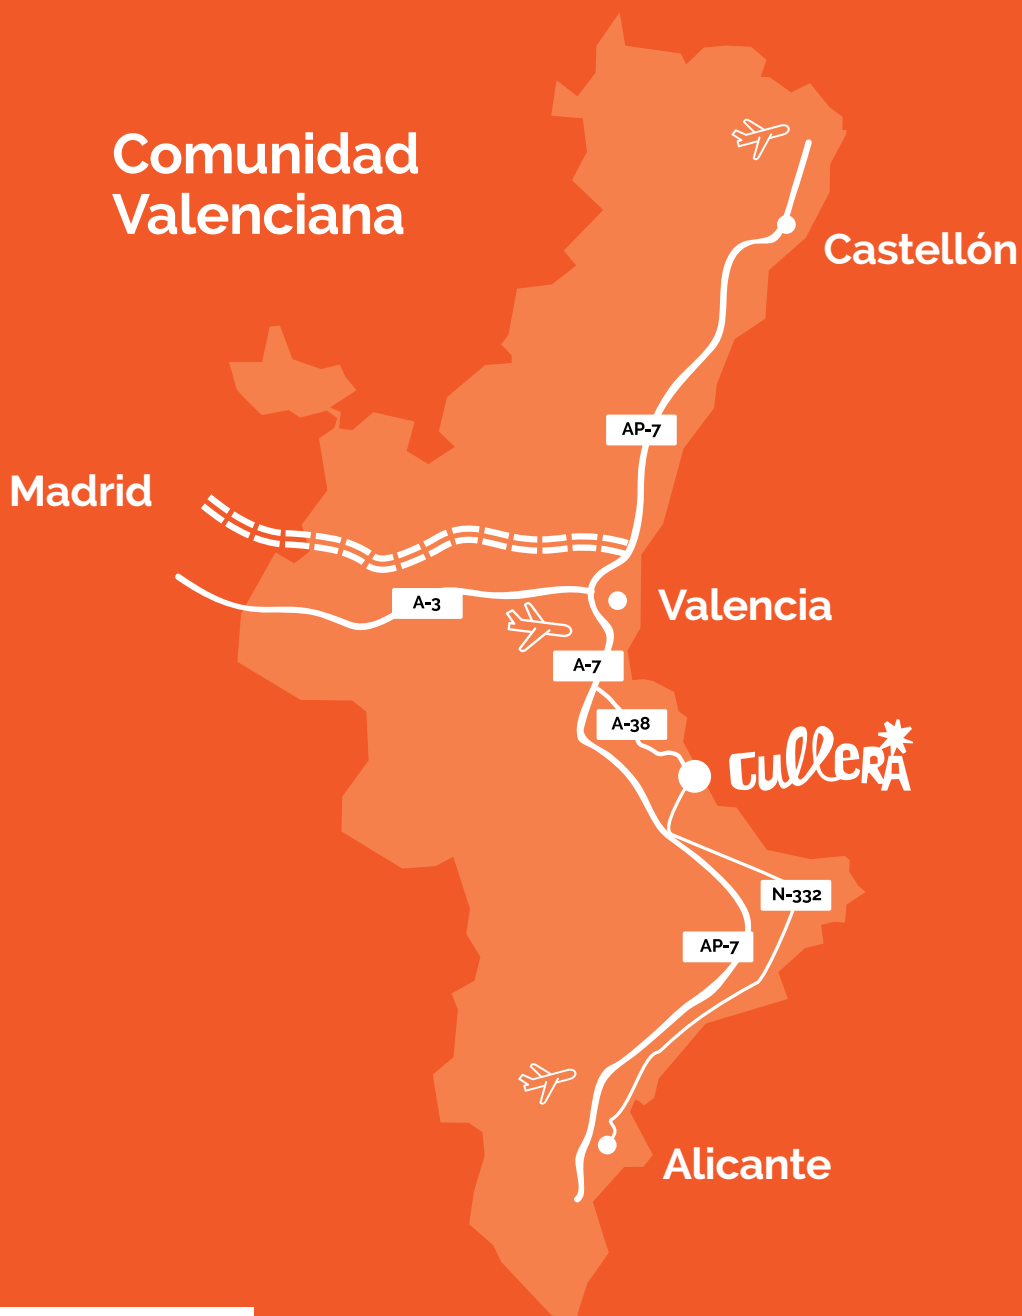 Comunidad
Valenciana
Castellón
AP-7
Madrid
A-3
Valencia
A-7
A-38
cullERA
N-332
AP-7
Alicante